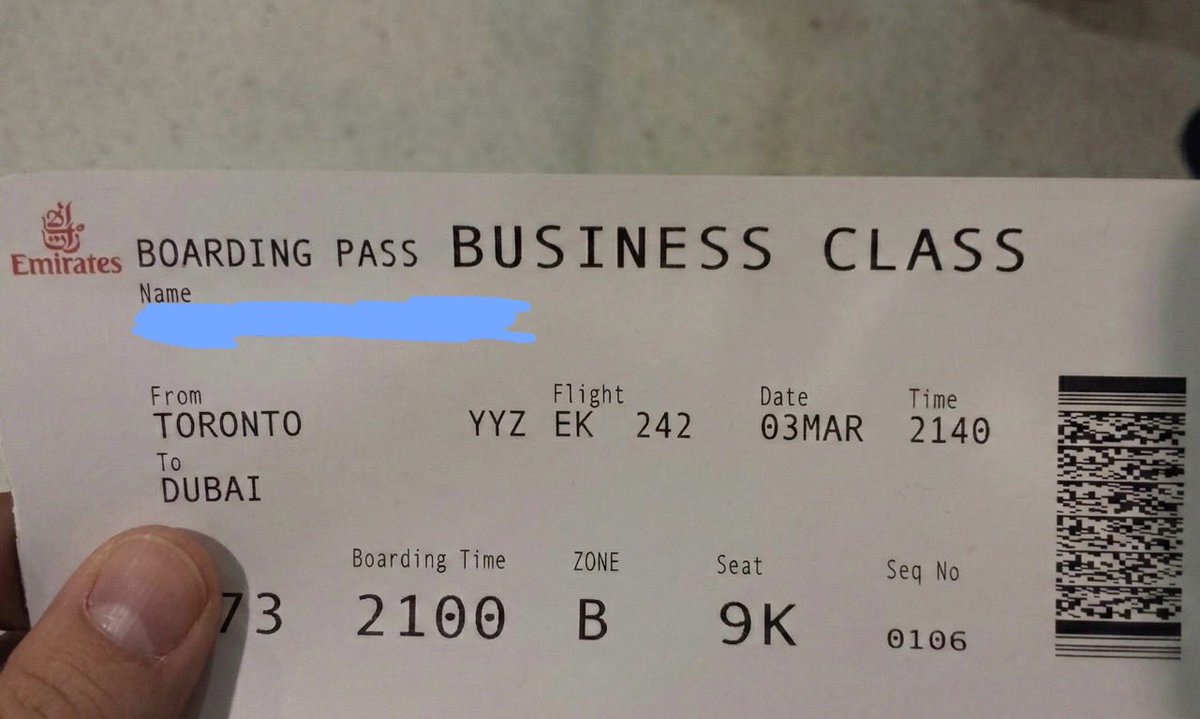 Emirates BOARDING PASS BUSINESS CLASS
Name
From Flight Date Time
TORONTO YYZ EK 242 03MAR 2140
To
DUBAI
Boarding Time ZONE Seat Seq No
73 2100 B 9K 0106